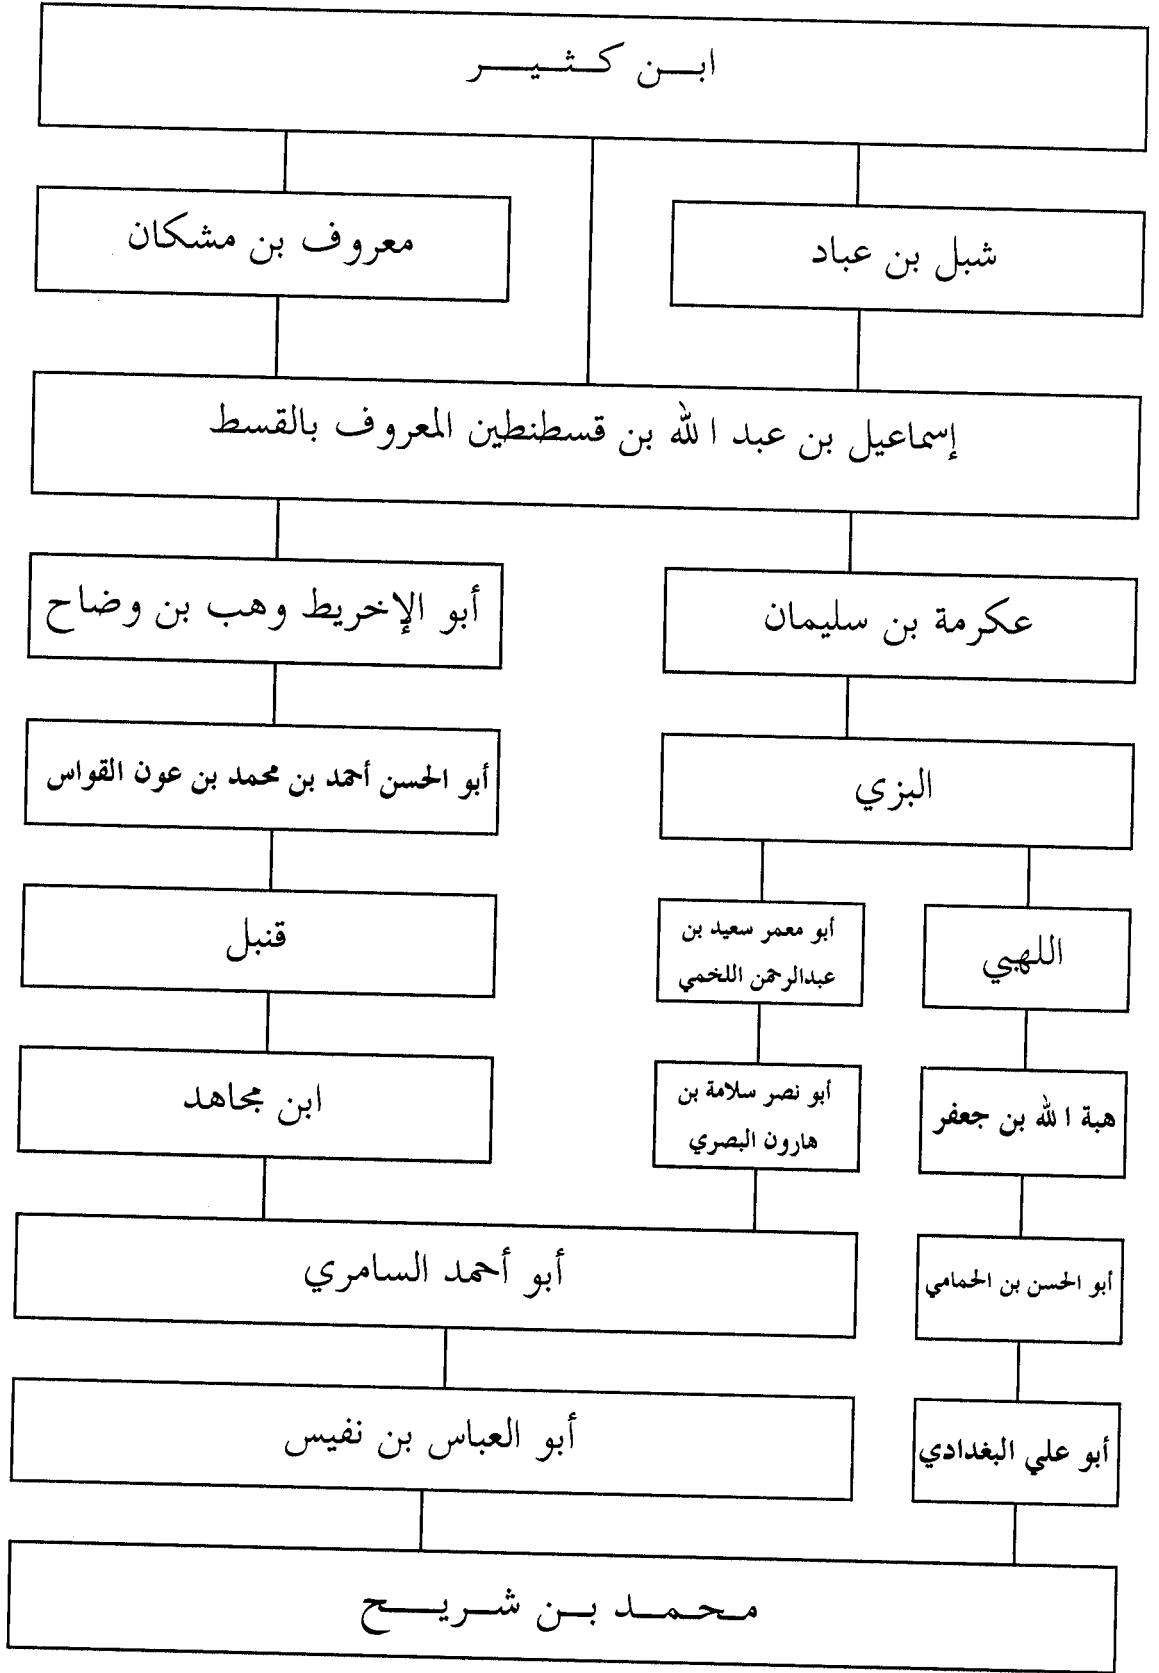 ابن كثير
شبل بن عباد
معروف بن مشكان
إسماعيل بن عبد الله بن قسطنطين المعروف بالقسط
عكرمة بن سليمان
أبو الإخريط وهب بن وضاح
البزي
أبو الحسن أحمد بن محمد بن عون القواس
اللهبي
أبو معمر سعيد بن
عبدالرحمن اللخمي
قنبل
هبة الله بن جعفر
أبو نصر سلامة بن
هارون البصري
ابن مجاهد
أبو الحسن بن الحمامي
أبو أحمد السامري
أبو علي البغدادي
أبو العباس بن نفيس
محمد بن شريح